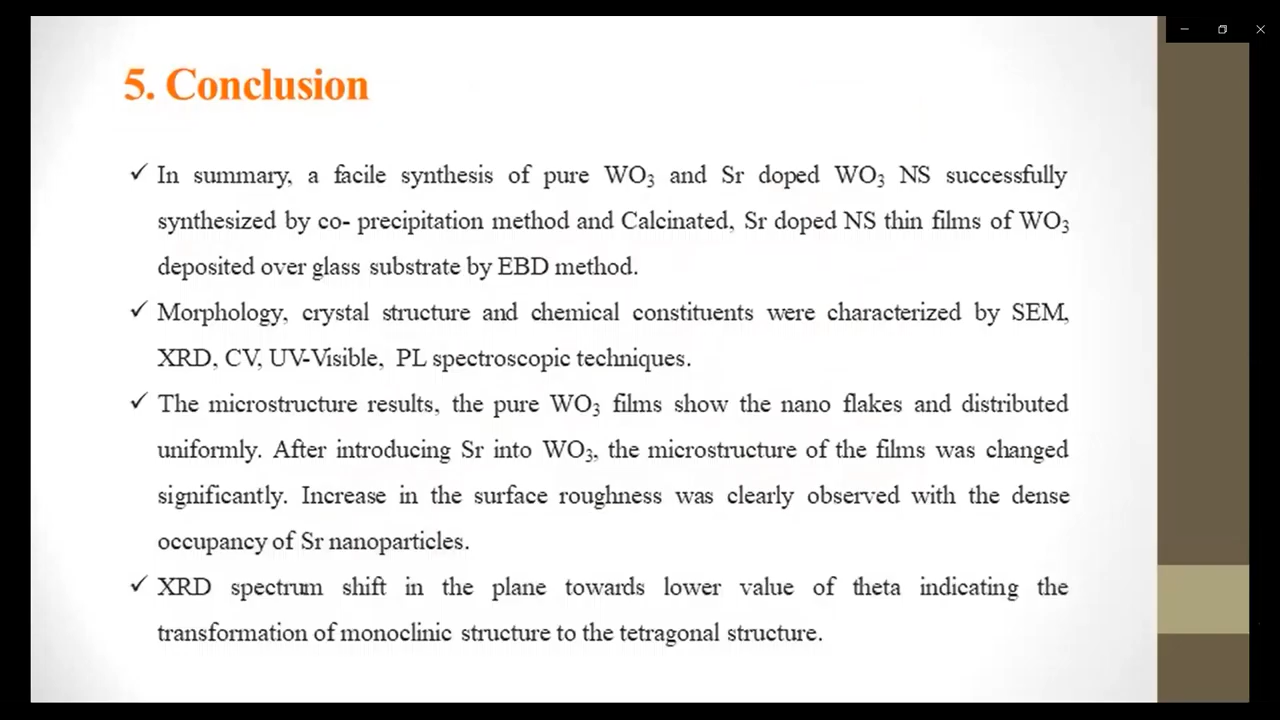 5. Conclusion
✓ In summary, a facile synthesis of pure WO₃ and Sr doped WO₃ NS successfully
synthesized by co- precipitation method and Calcinated, Sr doped NS thin films of WO₃
deposited over glass substrate by EBD method.
✓ Morphology, crystal structure and chemical constituents were characterized by SEM,
XRD, CV, UV-Visible, PL spectroscopic techniques.
✓ The microstructure results, the pure WO₃ films show the nano flakes and distributed
uniformly. After introducing Sr into WO₃, the microstructure of the films was changed
significantly. Increase in the surface roughness was clearly observed with the dense
occupancy of Sr nanoparticles.
✓ XRD spectrum shift in the plane towards lower value of theta indicating the
transformation of monoclinic structure to the tetragonal structure.